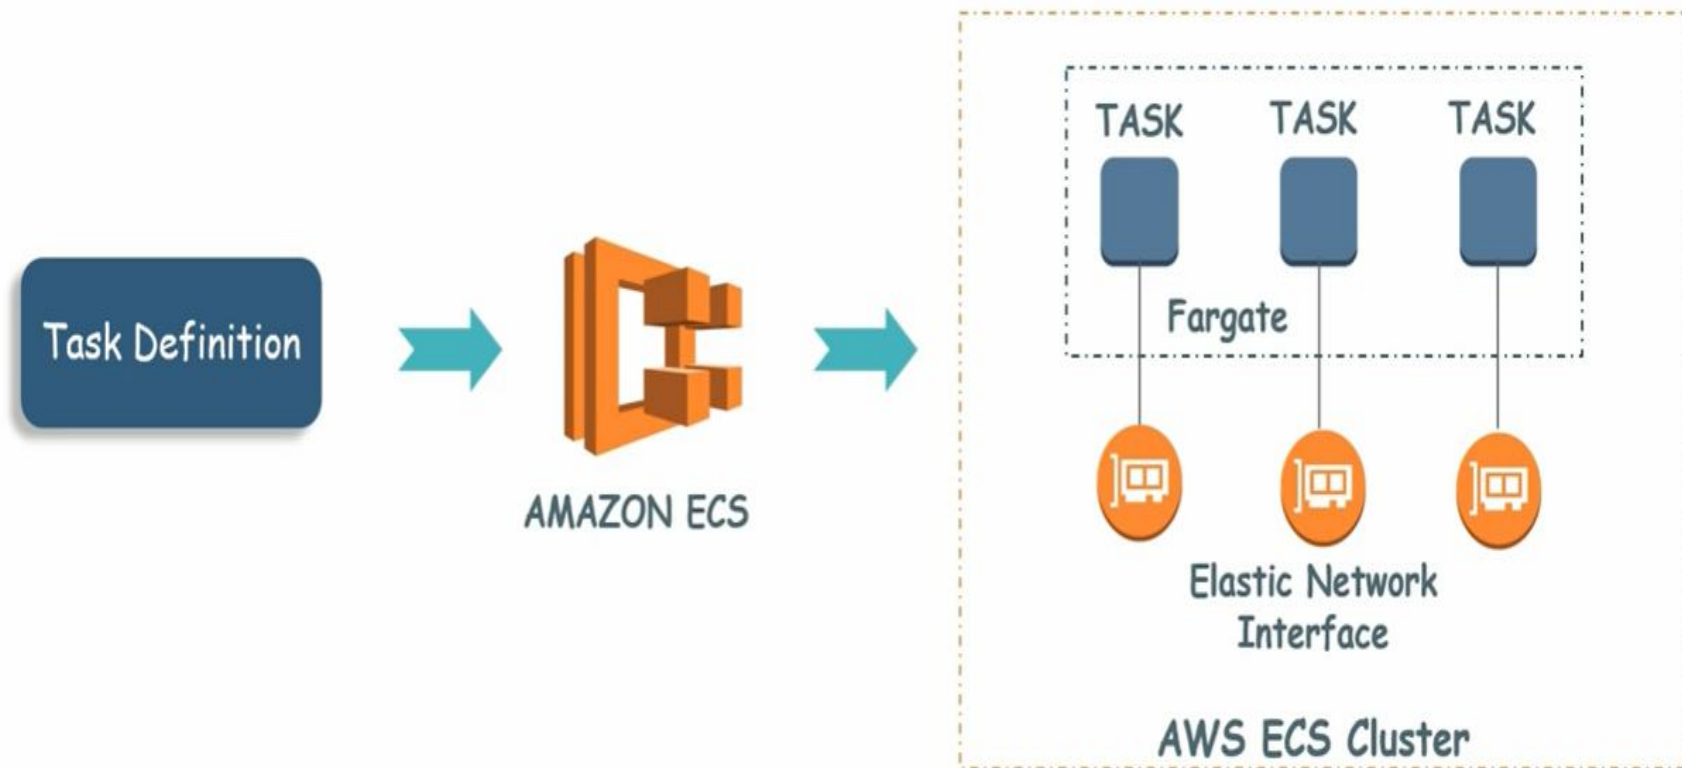 Task Definition
AMAZON ECS
TASK
TASK
TASK
Fargate
Elastic Network
Interface
AWS ECS Cluster